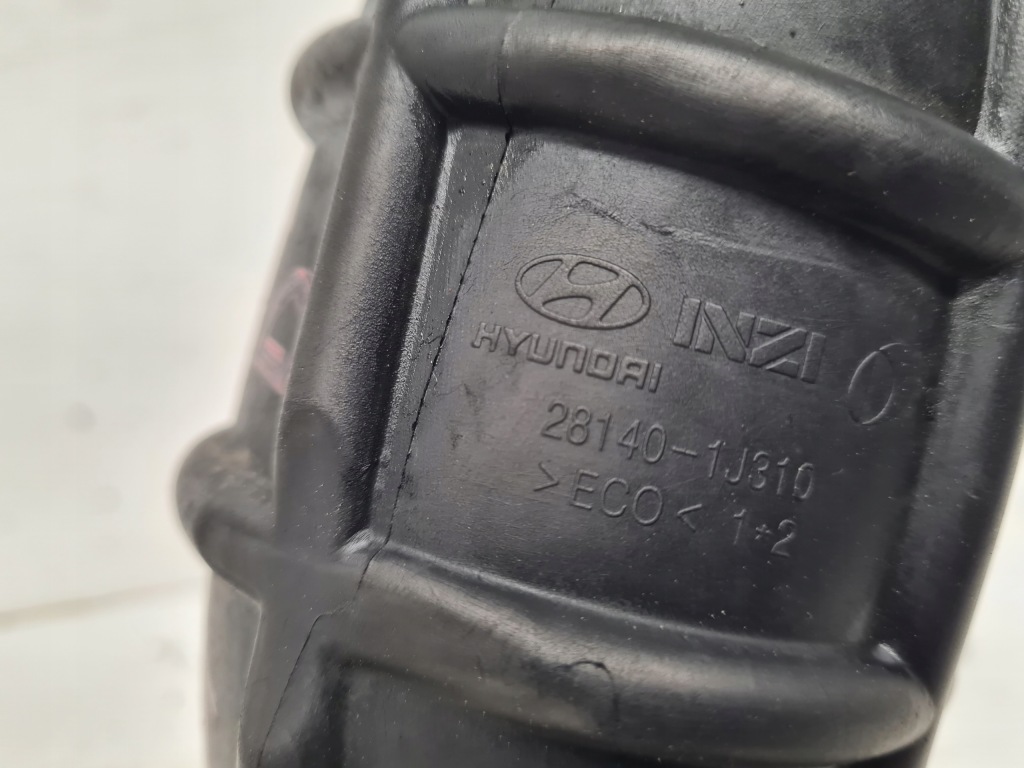 HYUNDAI INZI
28140-1J310
>ECO< 1*2